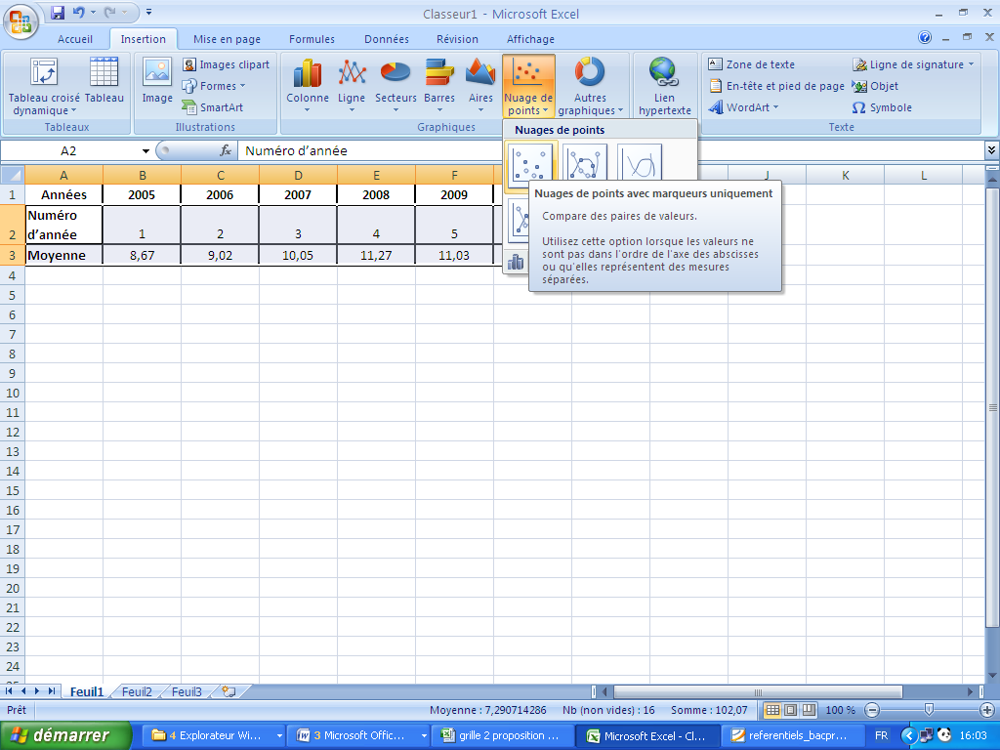 Classeur1 - Microsoft Excel
Accueil Insertion Mise en page Formules Données Révision Affichage
Tableau croisé dynamique Tableau
Tableaux
Image Images clipart Formes SmartArt
Illustrations
Colonne Ligne Secteurs Barres Aires Nuage de points Autres graphiques
Graphiques
Lien hypertexte
Zone de texte En-tête et pied de page WordArt Ligne de signature Objet Symbole
Texte
A2 fx Numéro d’année
Nuages de points
Nuages de points avec marqueurs uniquement
Compare des paires de valeurs.
Utilisez cette option lorsque les valeurs ne
sont pas dans l'ordre de l'axe des abscisses
ou qu'elles représentent des mesures
séparées.
A B C D E F J K L
1 Années 2005 2006 2007 2008 2009
2 Numéro d’année 1 2 3 4 5
3 Moyenne 8,67 9,02 10,05 11,27 11,03
4
5
6
7
8
9
10
11
12
13
14
15
16
17
18
19
20
21
22
23
24
Feuil1 Feuil2 Feuil3
Prêt Moyenne : 7,290714286 Nb (non vides) : 16 Somme : 102,07 100 %
démarrer 4 Explorateur Wi... 3 Microsoft Offic... grille 2 proposition ... Microsoft Excel - Cl... referentiels_bacpr... FR 16:03